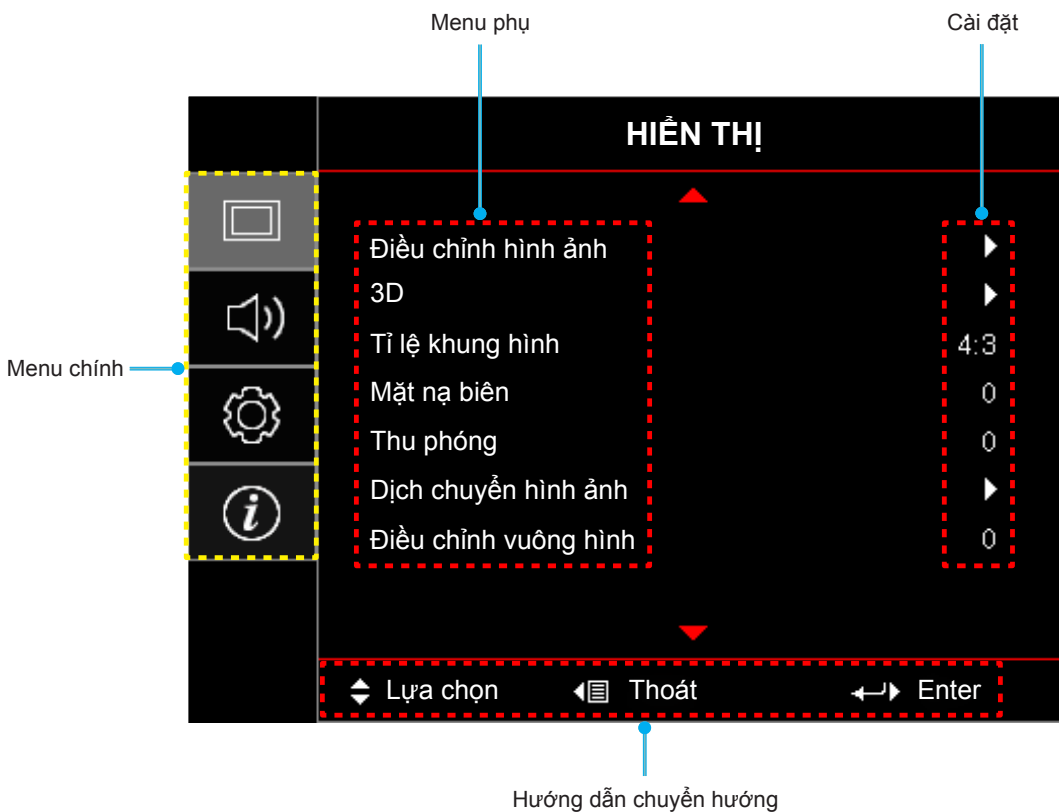 Menu phụ
Cài đặt
HIỂN THỊ
Điều chỉnh hình ảnh
3D
Tỉ lệ khung hình 4:3
Mặt nạ biên 0
Thu phóng 0
Dịch chuyển hình ảnh
Điều chỉnh vuông hình 0
Menu chính
Lựa chọn Thoát Enter
Hướng dẫn chuyển hướng